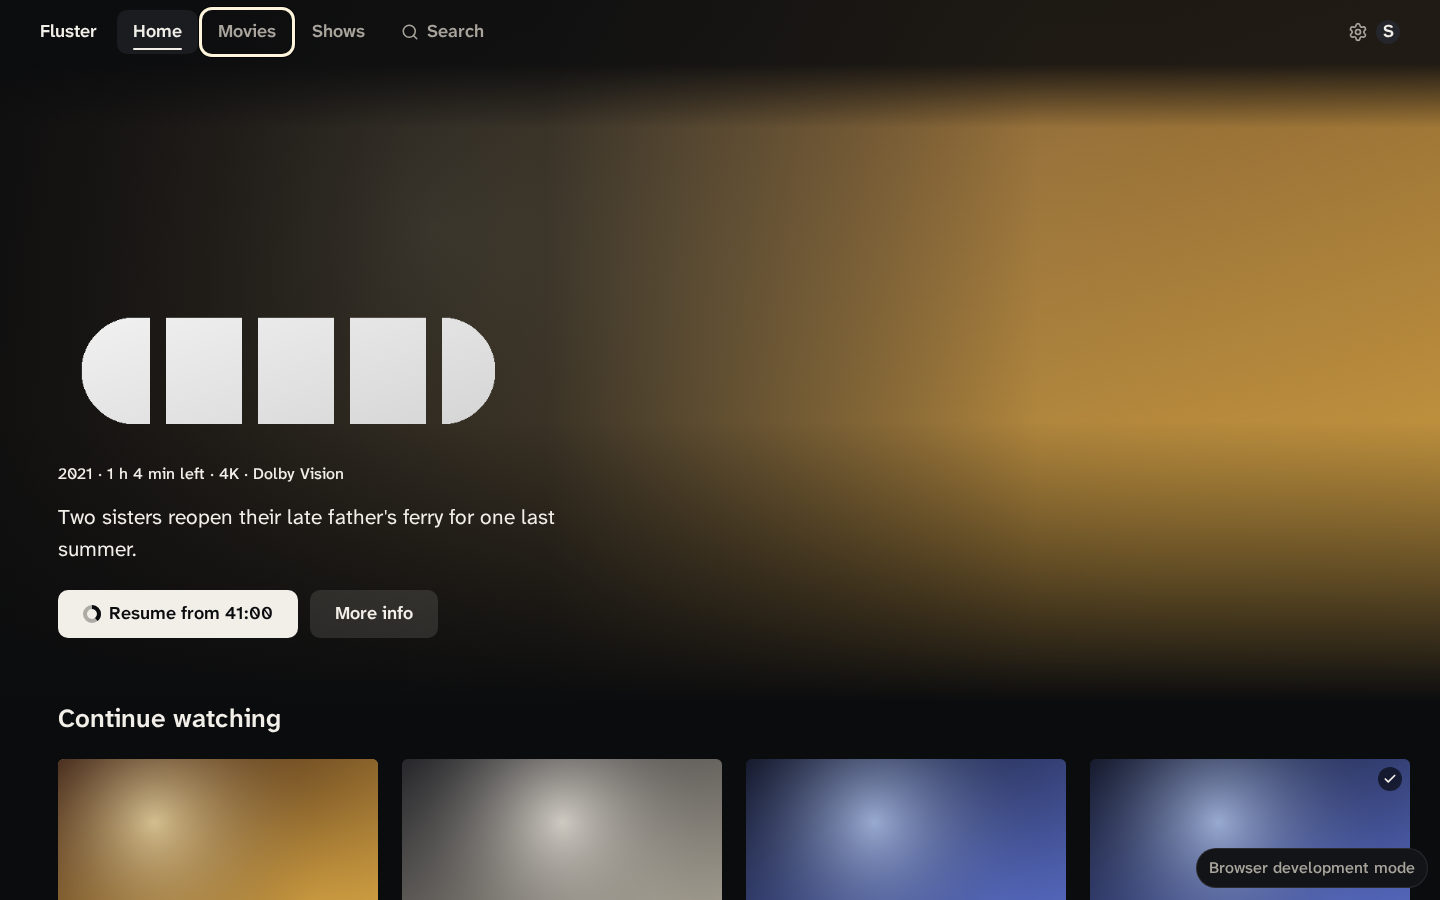 Fluster
Home
Movies
Shows
Search
S
2021 · 1 h 4 min left · 4K · Dolby Vision
Two sisters reopen their late father's ferry for one last
summer.
Resume from 41:00
More info
Continue watching
Browser development mode